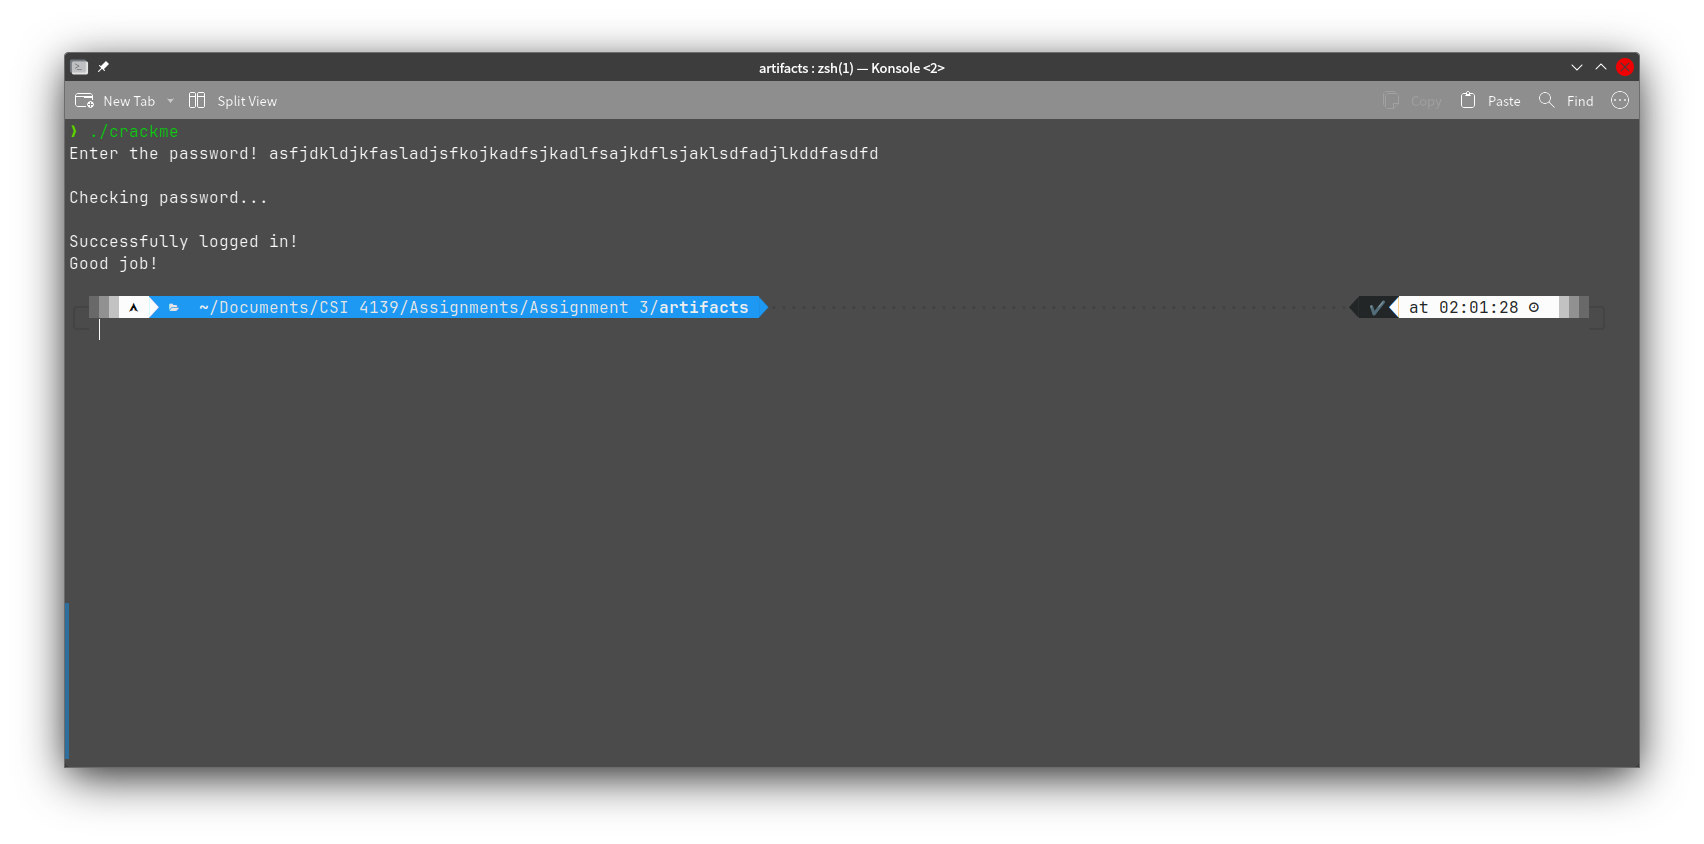 artifacts : zsh(1) — Konsole <2>
New Tab Split View Copy Paste Find
❯ ./crackme
Enter the password! asfjdkldjkfasladjsfkojkadfsjkadlfsajkdflsjaklsdfadjlkddfasdfd
Checking password...
Successfully logged in!
Good job!
~/Documents/CSI 4139/Assignments/Assignment 3/artifacts ✔ at 02:01:28